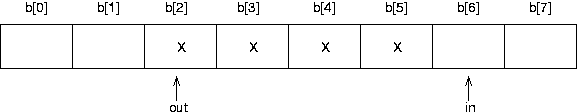 b[0] b[1] b[2] b[3] b[4] b[5] b[6] b[7]
X X X X
out in